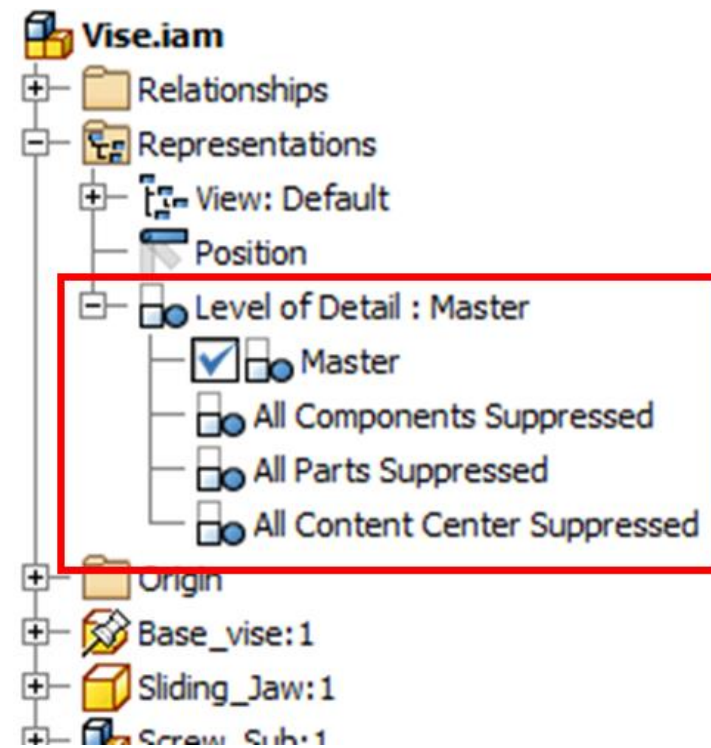 Vise.iam
Relationships
Representations
View: Default
Position
Level of Detail : Master
Master
All Components Suppressed
All Parts Suppressed
All Content Center Suppressed
Origin
Base_vise:1
Sliding_Jaw:1
Screw_Sub:1